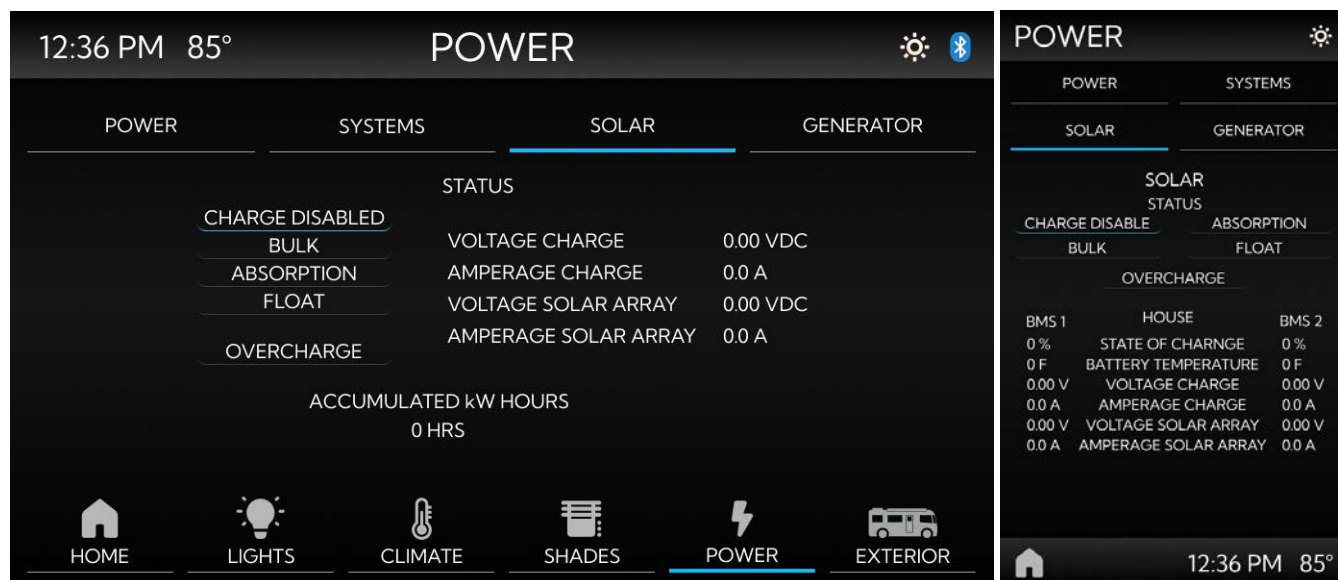 12:36 PM 85° POWER
POWER SYSTEMS SOLAR GENERATOR
STATUS
CHARGE DISABLED
BULK
ABSORPTION
FLOAT
OVERCHARGE
VOLTAGE CHARGE 0.00 VDC
AMPERAGE CHARGE 0.0 A
VOLTAGE SOLAR ARRAY 0.00 VDC
AMPERAGE SOLAR ARRAY 0.0 A
ACCUMULATED kW HOURS
0 HRS
HOME LIGHTS CLIMATE SHADES POWER EXTERIOR
POWER
POWER SYSTEMS
SOLAR GENERATOR
SOLAR
STATUS
CHARGE DISABLE ABSORPTION
BULK FLOAT
OVERCHARGE
BMS 1 HOUSE BMS 2
0 % STATE OF CHARNGE 0 %
0 F BATTERY TEMPERATURE 0 F
0.00 V VOLTAGE CHARGE 0.00 V
0.0 A AMPERAGE CHARGE 0.0 A
0.00 V VOLTAGE SOLAR ARRAY 0.00 V
0.0 A AMPERAGE SOLAR ARRAY 0.0 A
12:36 PM 85°